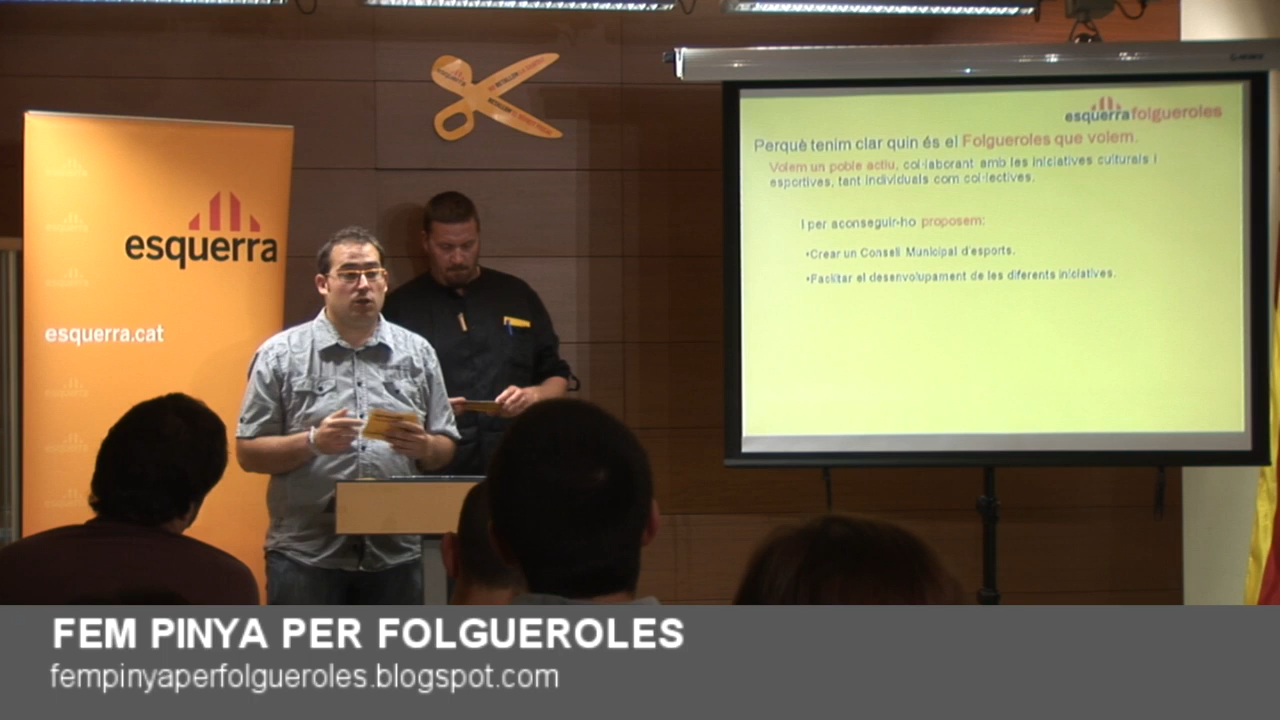 esquerra
esquerra.cat
esquerra folgueroles
Perquè tenim clar quin és el Folgueroles que volem.
Volem un poble actiu, col·laborant amb les iniciatives culturals i
esportives, tant individuals com col·lectives.
I per aconseguir-ho proposem:
•Crear un Consell Municipal d'esports.
•Facilitar el desenvolupament de les diferents iniciatives.
FEM PINYA PER FOLGUEROLES
fempinyaperfolgueroles.blogspot.com